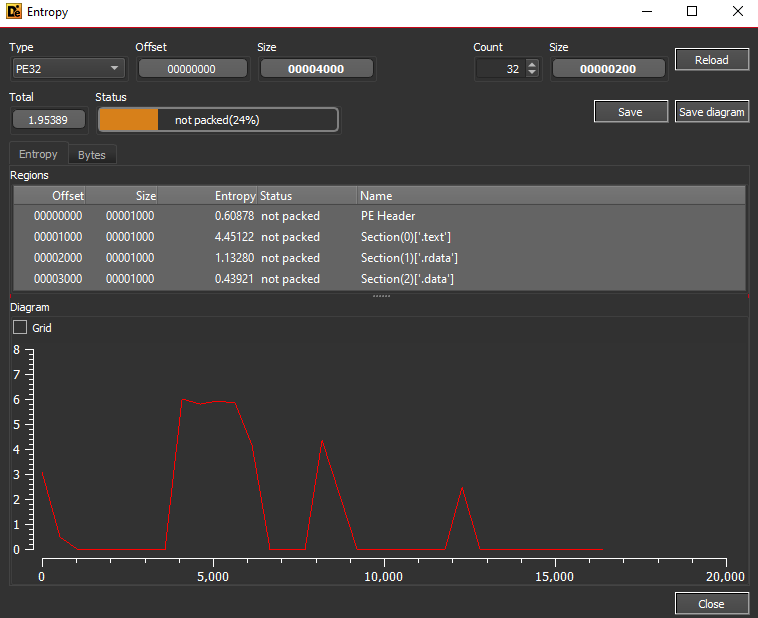 DiE Entropy
Type Offset Size Count Size
PE32 00000000 00004000 32 00000200 Reload
Total Status
1.95389 not packed(24%) Save Save diagram
Entropy Bytes
Regions
Offset Size Entropy Status Name
00000000 00001000 0.60878 not packed PE Header
00001000 00001000 4.45122 not packed Section(0)['.text']
00002000 00001000 1.13280 not packed Section(1)['.rdata']
00003000 00001000 0.43921 not packed Section(2)['.data']
Diagram
Grid
8
7
6
5
4
3
2
1
0
0 5,000 10,000 15,000 20,000
Close